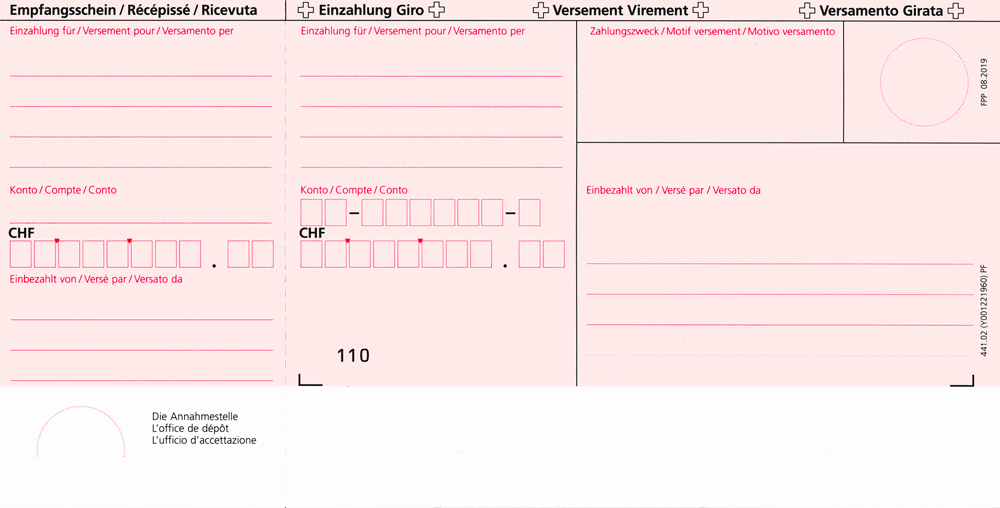 Empfangsschein / Récépissé / Ricevuta
Einzahlung für / Versement pour / Versamento per
Konto / Compte / Conto
CHF
.
Einbezahlt von / Versé par / Versato da
Die Annahmestelle
L'office de dépôt
L'ufficio d'accettazione
Einzahlung Giro
Versement Virement
Versamento Girata
Einzahlung für / Versement pour / Versamento per
Konto / Compte / Conto
– –
CHF
.
110
Zahlungszweck / Motif versement / Motivo versamento
Einbezahlt von / Versé par / Versato da
FPP 08.2019
441.02 (Y001221960) PF